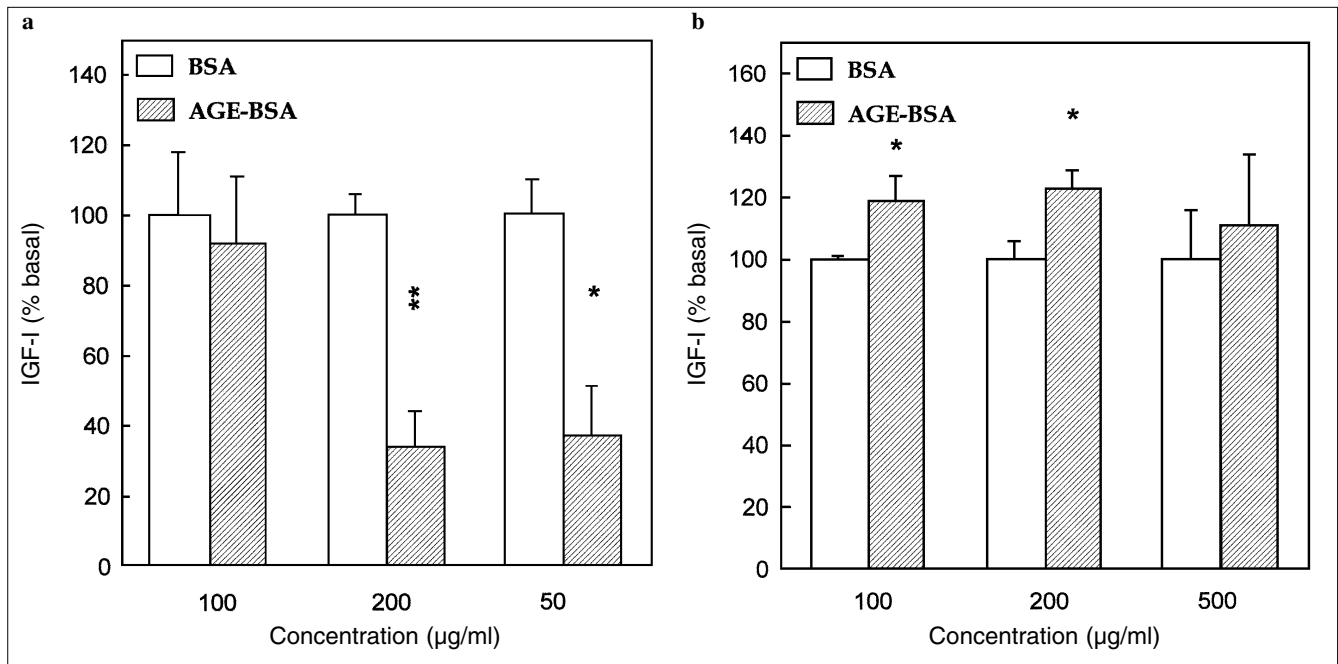 a
140
120
100
80
60
40
20
0
IGF-I (% basal)
BSA
AGE-BSA
**
*
100 200 50
Concentration (µg/ml)
b
160
140
120
100
80
60
40
20
0
IGF-I (% basal)
BSA
AGE-BSA
* *
100 200 500
Concentration (µg/ml)